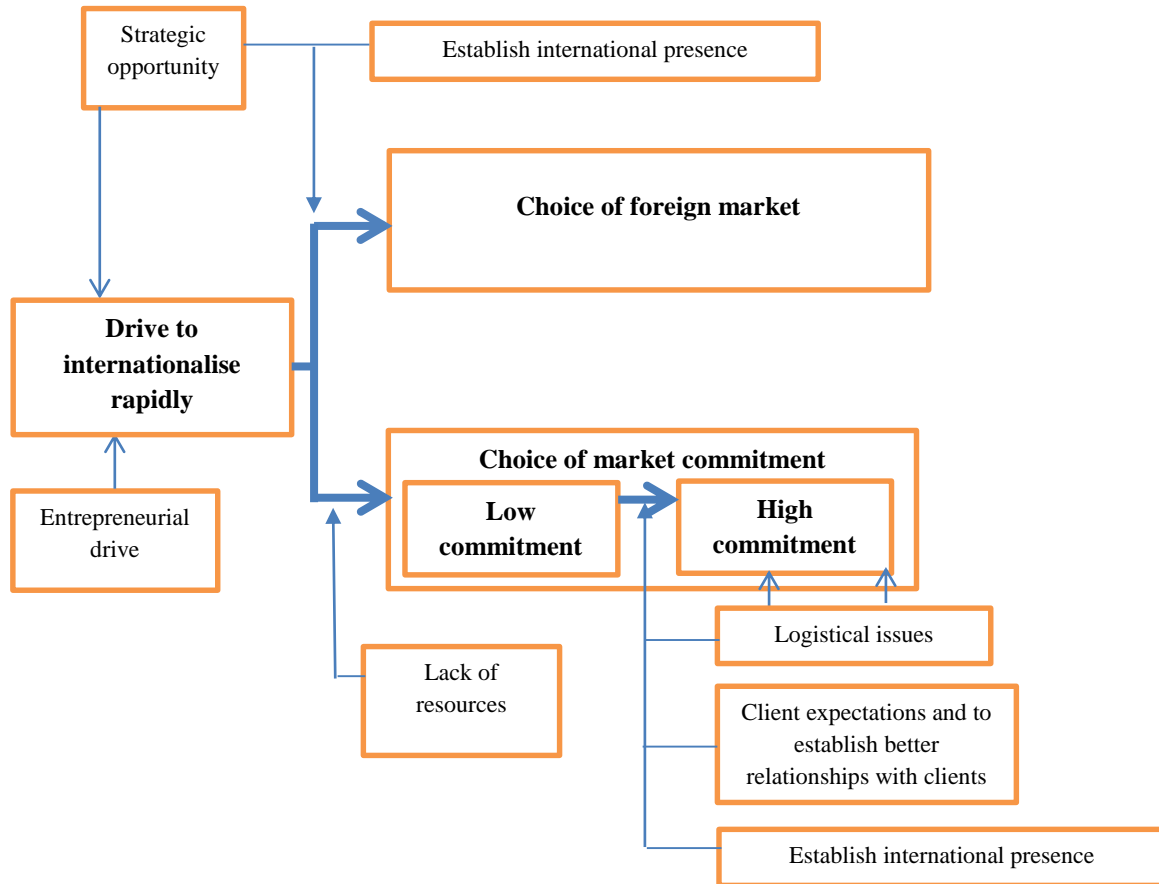 Strategic
opportunity
Establish international presence
Choice of foreign market
Drive to
internationalise
rapidly
Choice of market commitment
Low
commitment
High
commitment
Entrepreneurial
drive
Logistical issues
Lack of
resources
Client expectations and to
establish better
relationships with clients
Establish international presence